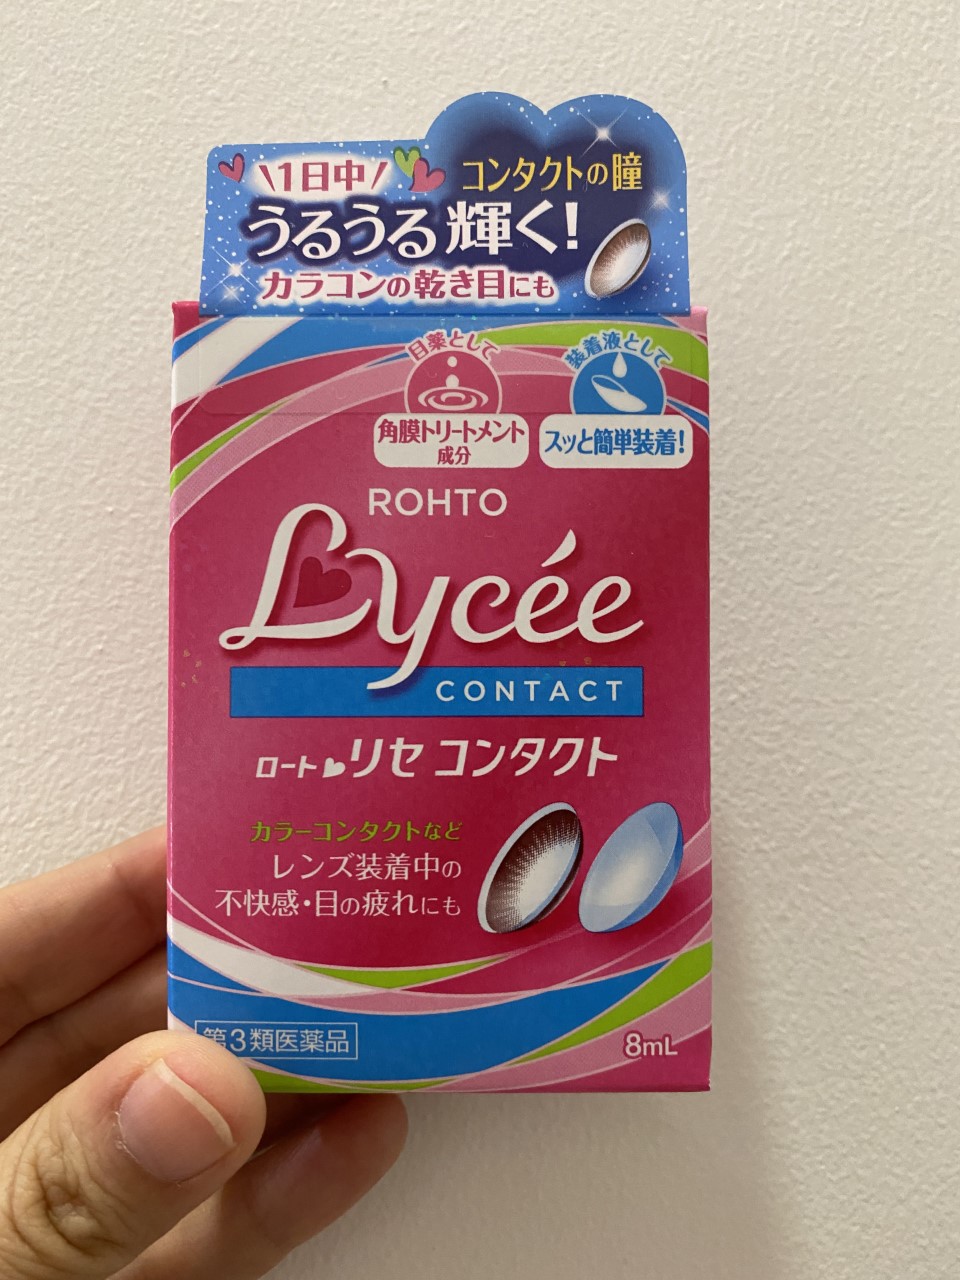 1日中
コンタクトの瞳
うるうる輝く!
カラコンの乾き目にも
目薬として
角膜トリートメント
成分
装着液として
スッと簡単装着!
ROHTO
Lycée
CONTACT
ロート リセ コンタクト
カラーコンタクトなど
レンズ装着中の
不快感・目の疲れにも
第3類医薬品
8mL